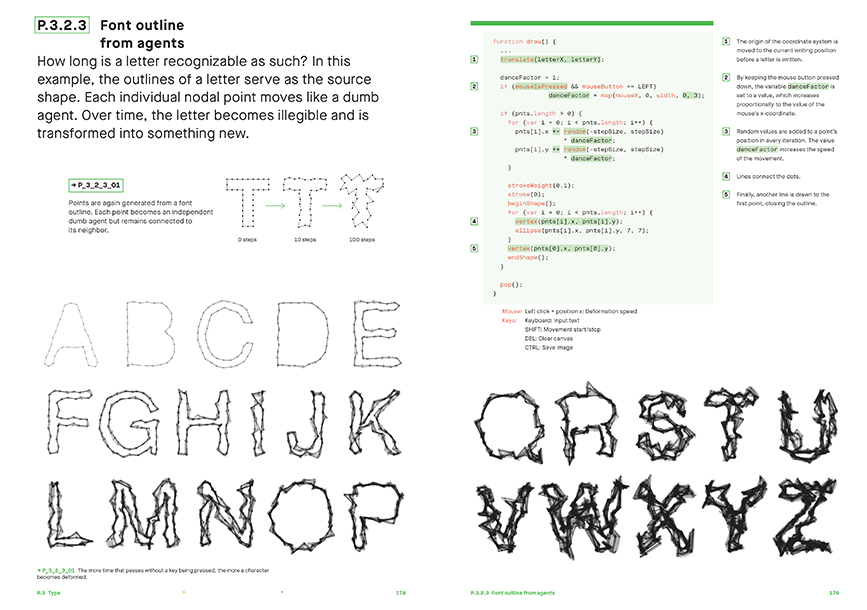 P.3.2.3 Font outline
from agents
How long is a letter recognizable as such? In this
example, the outlines of a letter serve as the source
shape. Each individual nodal point moves like a dumb
agent. Over time, the letter becomes illegible and is
transformed into something new.
→ P_3_2_3_01
Points are again generated from a font
outline. Each point becomes an independent
dumb agent but remains connected to
its neighbor.
T T T
0 steps 10 steps 100 steps
A B C D E
F G H I J K
L M N O P
→ P_3_2_3_01 The more time that passes without a key being pressed, the more a character
becomes deformed.
P.3 Type
178
function draw() {
...
1 translate(letterX, letterY);
danceFactor = 1;
2 if (mouseIsPressed && mouseButton == LEFT)
danceFactor = map(mouseX, 0, width, 0, 3);
if (pnts.length > 0) {
for (var i = 0; i < pnts.length; i++) {
3 pnts[i].x += random(-stepSize, stepSize)
* danceFactor;
pnts[i].y += random(-stepSize, stepSize)
* danceFactor;
}
strokeWeight(0.1);
stroke(0);
beginShape();
for (var i = 0; i < pnts.length; i++) {
4 vertex(pnts[i].x, pnts[i].y);
ellipse(pnts[i].x, pnts[i].y, 7, 7);
}
5 vertex(pnts[0].x, pnts[0].y);
endShape();
}
pop();
}
Mouse: Left click + position x: Deformation speed
Keys: Keyboard: Input text
SHIFT: Movement start/stop
DEL: Clear canvas
CTRL: Save image
1 The origin of the coordinate system is
moved to the current writing position
before a letter is written.
2 By keeping the mouse button pressed
down, the variable danceFactor is
set to a value, which increases
proportionally to the value of the
mouse's x-coordinate.
3 Random values are added to a point's
position in every iteration. The value
danceFactor increases the speed
of the movement.
4 Lines connect the dots.
5 Finally, another line is drawn to the
first point, closing the outline.
Q R S T U
V W X Y Z
P.3.2.3 Font outline from agents
179